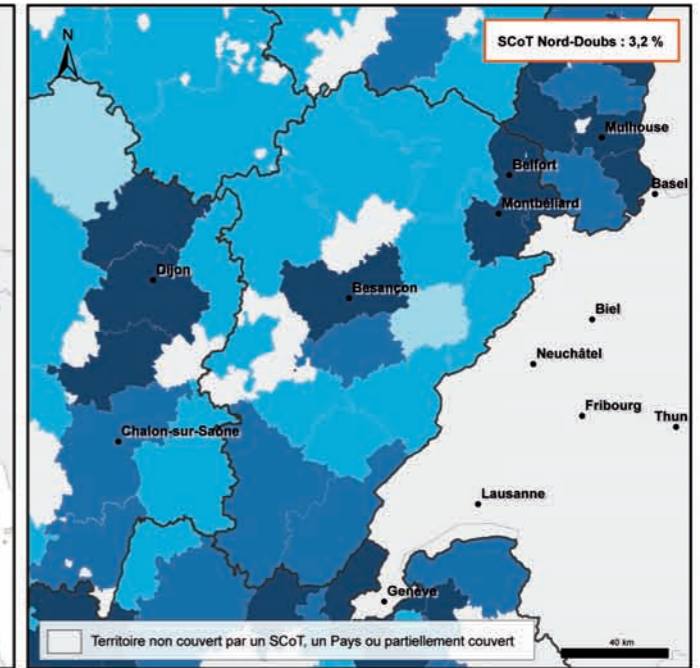 N
SCoT Nord-Doubs : 3,2 %
Mulhouse
Belfort
Basel
Montbéliard
Dijon
Besançon
Biel
Neuchâtel
Fribourg
Thun
Chalon-sur-Saône
Lausanne
Genève
Territoire non couvert par un SCoT, un Pays ou partiellement couvert
40 km